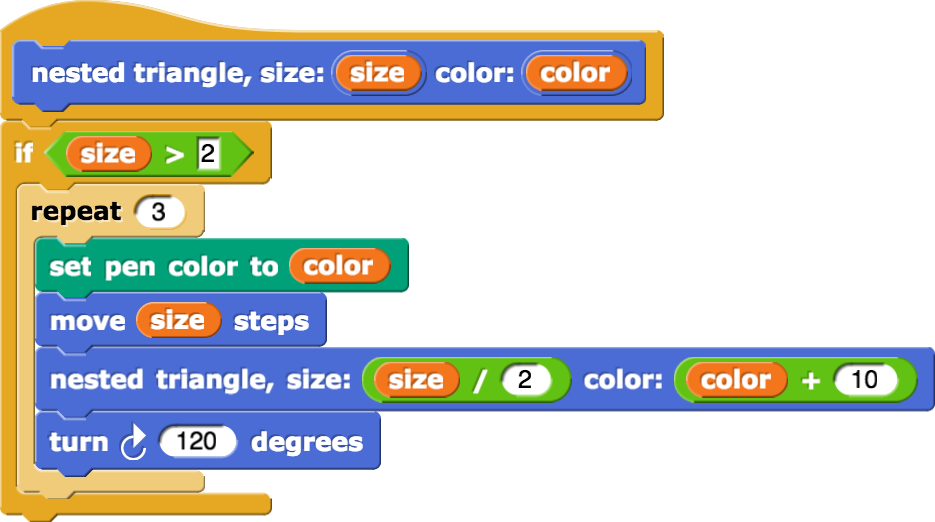 nested triangle, size: size color: color
if size > 2
repeat 3
set pen color to color
move size steps
nested triangle, size: size / 2 color: color + 10
turn 120 degrees